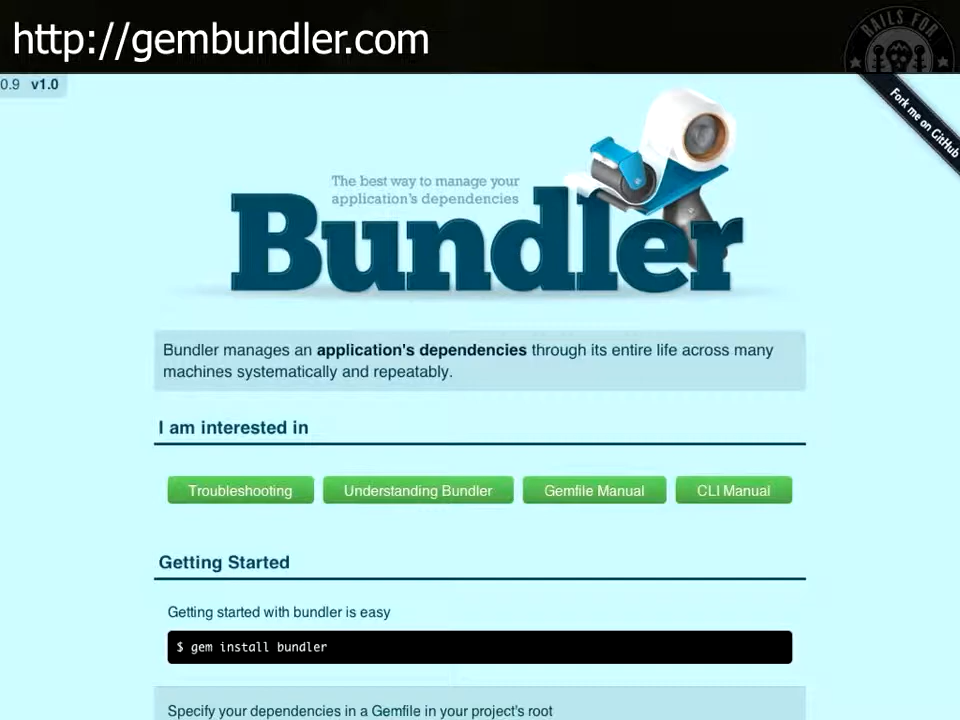 http://gembundler.com
RAILS FOR
0.9 v1.0
Fork me on GitHub
The best way to manage your
application's dependencies
Bundler
Bundler manages an application's dependencies through its entire life across many
machines systematically and repeatably.
I am interested in
Troubleshooting Understanding Bundler Gemfile Manual CLI Manual
Getting Started
Getting started with bundler is easy
$ gem install bundler
Specify your dependencies in a Gemfile in your project's root